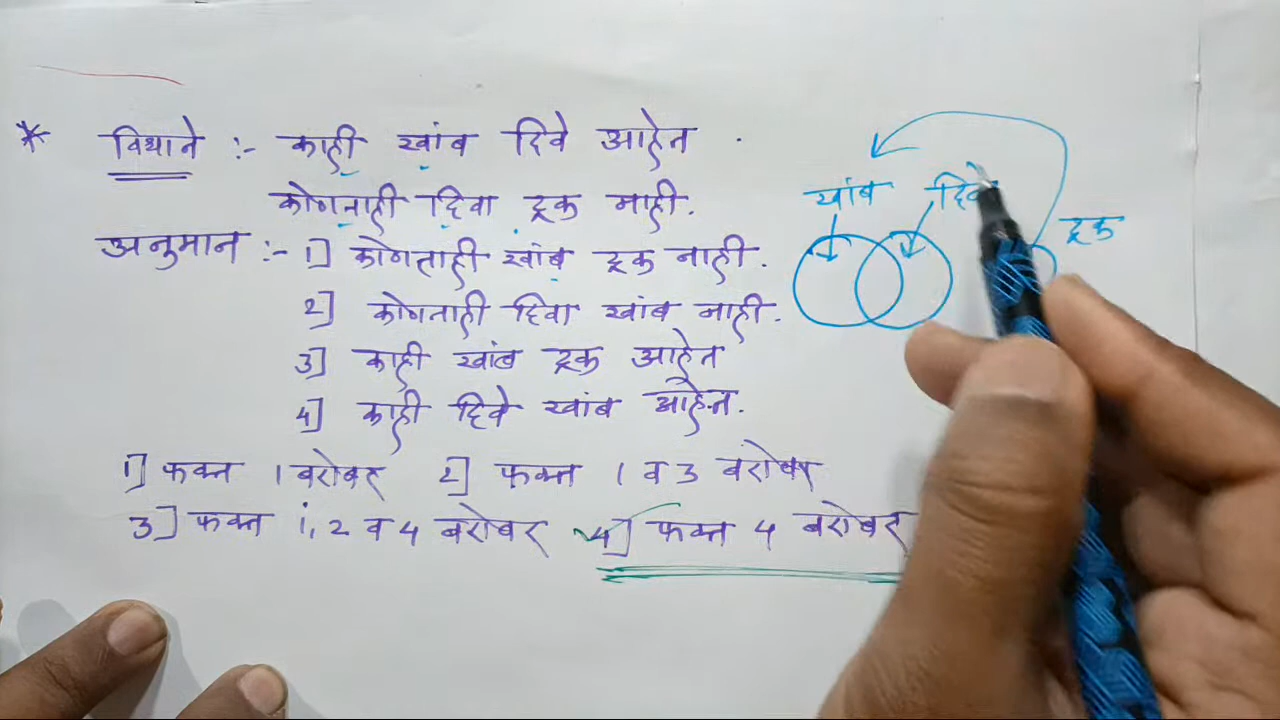 * विधाने :- काही खांब दिवे आहेत .
कोणताही दिवा ट्रक नाही.
अनुमान :- 1] कोणताही खांब ट्रक नाही.
2] कोणताही दिवा खांब नाही.
3] काही खांब ट्रक आहेत
4] काही दिवे खांब आहेत.
1] फक्त 1 बरोबर 2] फक्त 1 व 3 बरोबर
3] फक्त 1, 2 व 4 बरोबर 4] फक्त 4 बरोबर
खांब दिवे
ट्रक